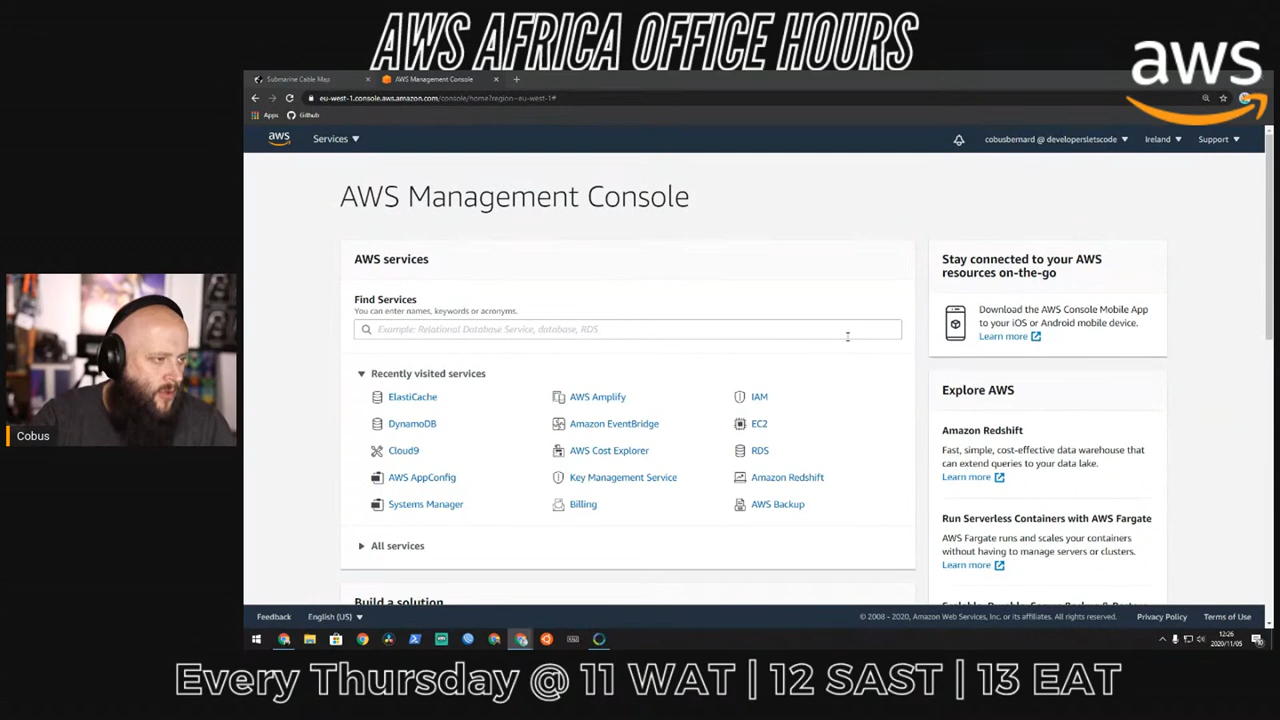 AWS AFRICA OFFICE HOURS
aws
Submarine Cable Map
AWS Management Console
eu-west-1.console.aws.amazon.com/console/home?region=eu-west-1#
Apps
Github
aws
Services
cobusbernard @ developersletscode
Ireland
Support
AWS Management Console
AWS services
Find Services
You can enter names, keywords or acronyms.
Example: Relational Database Service, database, RDS
Recently visited services
ElastiCache
AWS Amplify
IAM
DynamoDB
Amazon EventBridge
EC2
Cloud9
AWS Cost Explorer
RDS
AWS AppConfig
Key Management Service
Amazon Redshift
Systems Manager
Billing
AWS Backup
All services
Build a solution
Stay connected to your AWS
resources on-the-go
Download the AWS Console Mobile App
to your iOS or Android mobile device.
Learn more
Explore AWS
Amazon Redshift
Fast, simple, cost-effective data warehouse that
can extend queries to your data lake.
Learn more
Run Serverless Containers with AWS Fargate
AWS Fargate runs and scales your containers
without having to manage servers or clusters.
Learn more
Cobus
Feedback
English (US)
© 2008 - 2020, Amazon Web Services, Inc. or its affiliates. All rights reserved.
Privacy Policy
Terms of Use
12:26
2020/11/05
Every Thursday @ 11 WAT | 12 SAST | 13 EAT